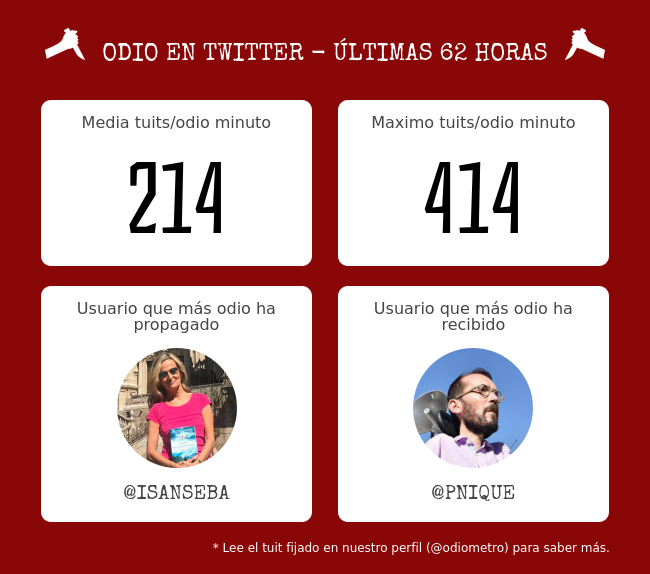 ODIO EN TWITTER – ÚLTIMAS 62 HORAS
Media tuits/odio minuto
214
Maximo tuits/odio minuto
414
Usuario que más odio ha
propagado
@ISANSEBA
Usuario que más odio ha
recibido
@PNIQUE
* Lee el tuit fijado en nuestro perfil (@odiometro) para saber más.